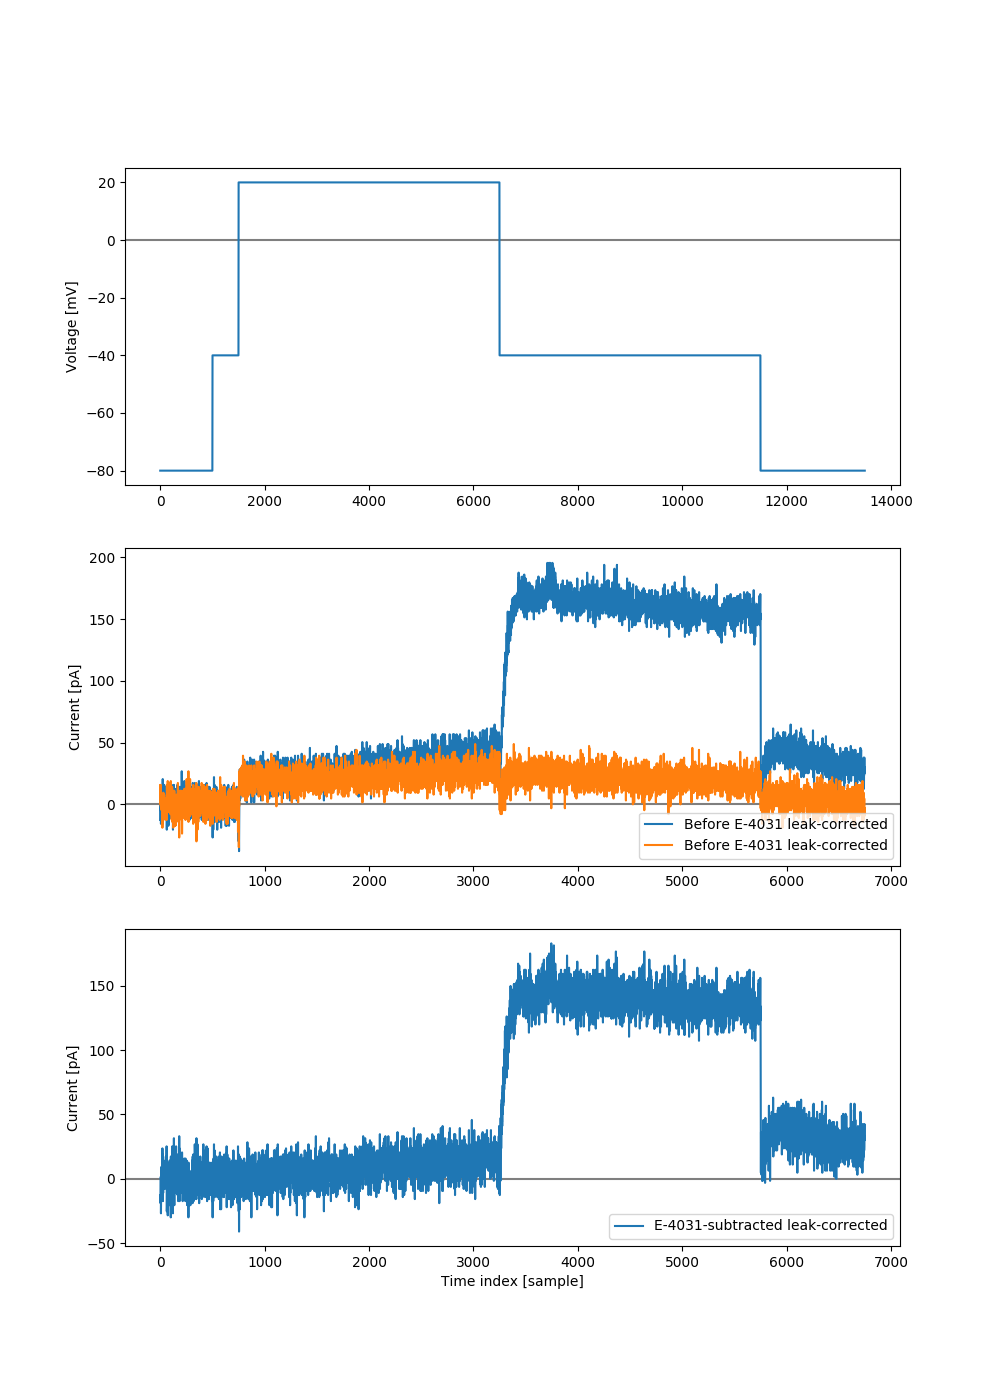 20
0
−20
−40
−60
−80
Voltage [mV]
0 2000 4000 6000 8000 10000 12000 14000
200
150
100
50
0
Current [pA]
Before E-4031 leak-corrected
Before E-4031 leak-corrected
0 1000 2000 3000 4000 5000 6000 7000
150
100
50
0
−50
Current [pA]
E-4031-subtracted leak-corrected
0 1000 2000 3000 4000 5000 6000 7000
Time index [sample]